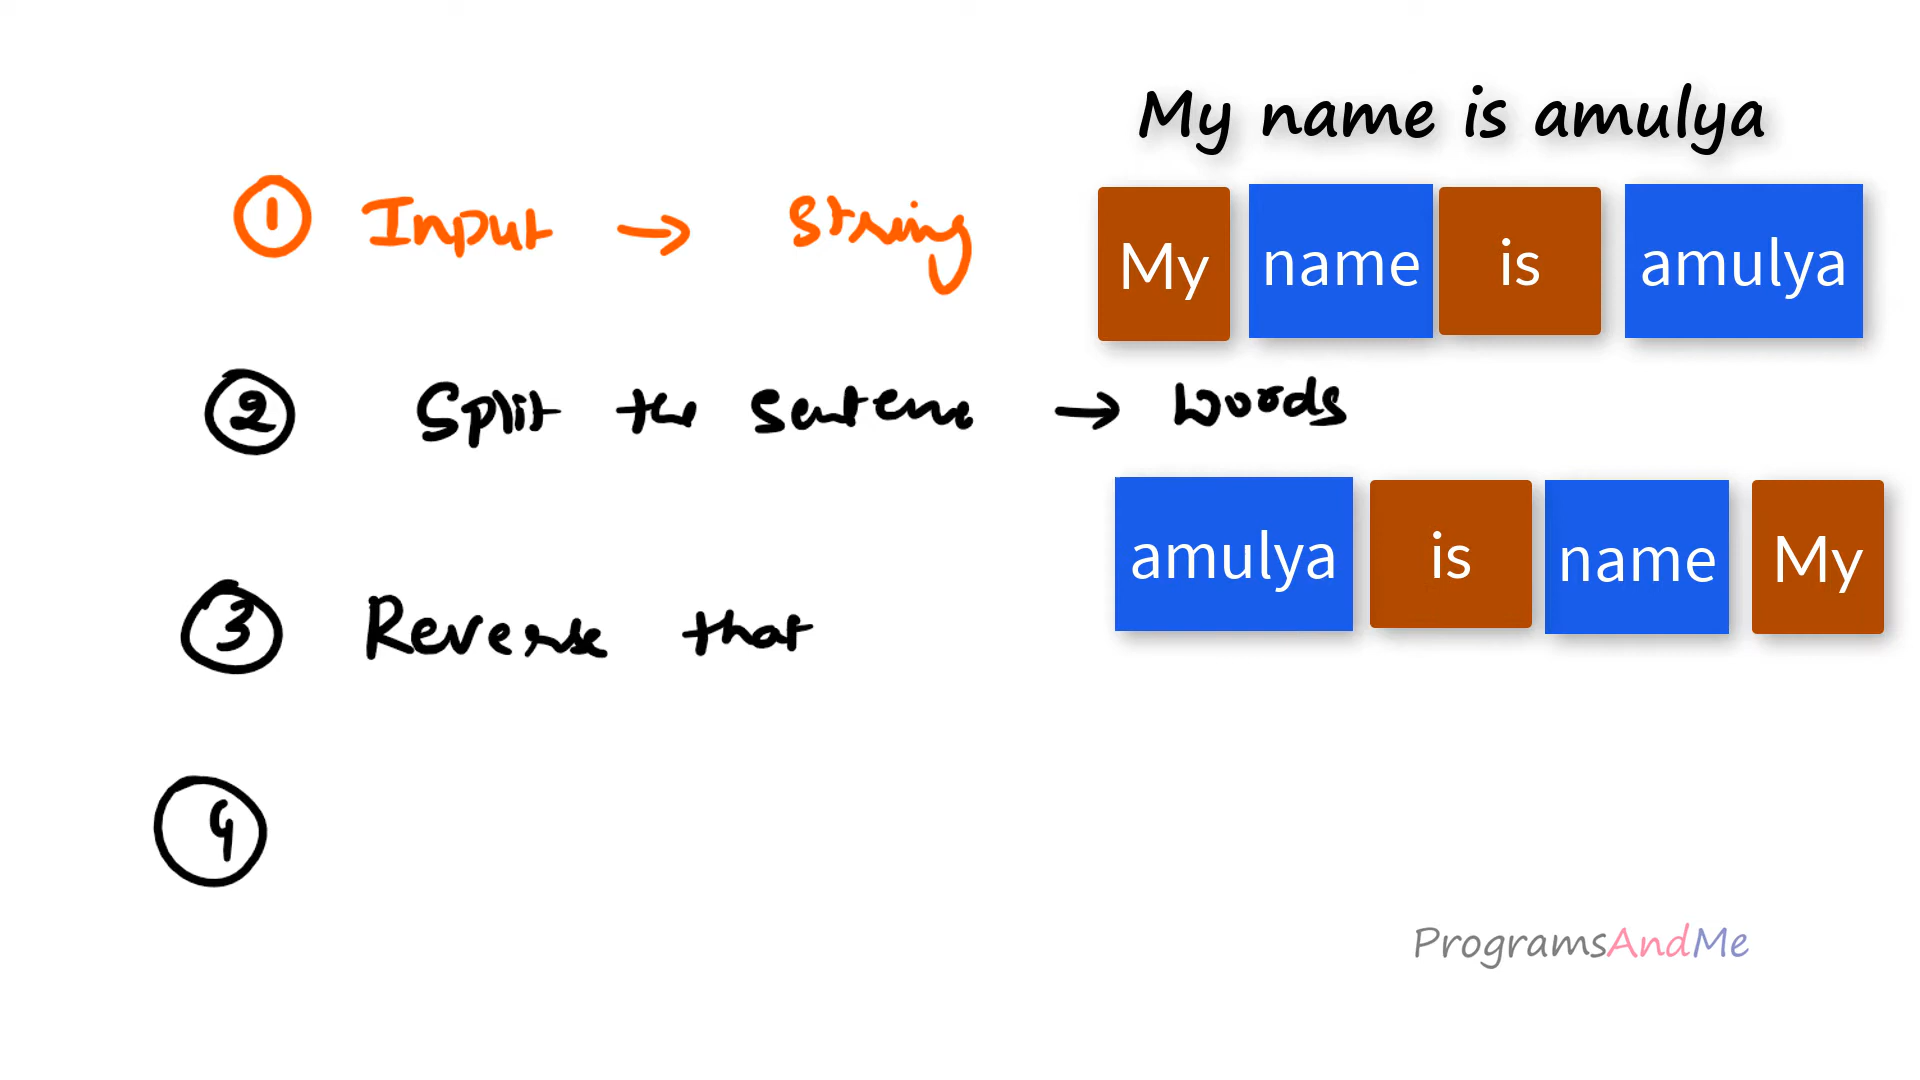 My name is amulya
① Input → String
My name is amulya
② Split the sentence → words
amulya is name My
③ Reverse that
④
ProgramsAndMe